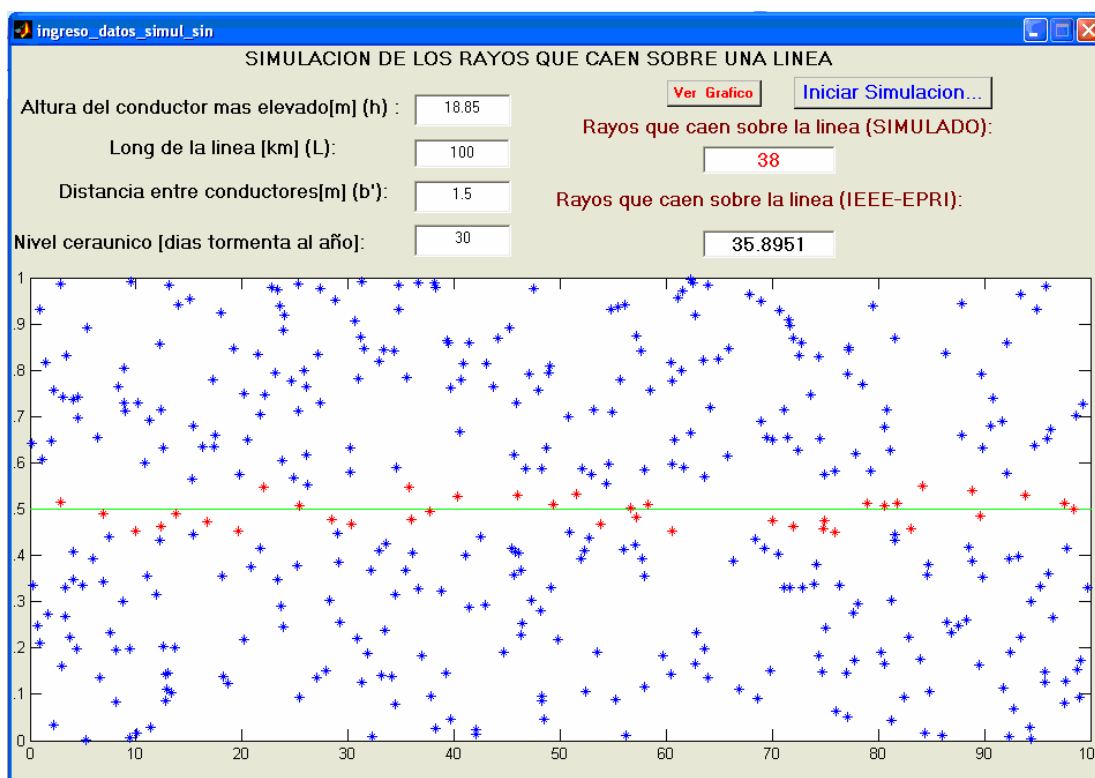 ingreso_datos_simul_sin
SIMULACION DE LOS RAYOS QUE CAEN SOBRE UNA LINEA
Altura del conductor mas elevado[m] (h) : 18.85
Long de la linea [km] (L): 100
Distancia entre conductores[m] (b'): 1.5
Nivel ceraunico [dias tormenta al año]: 30
Ver Grafico
Iniciar Simulacion...
Rayos que caen sobre la linea (SIMULADO):
38
Rayos que caen sobre la linea (IEEE-EPRI):
35.8951
1
.9
.8
.7
.6
.5
.4
.3
.2
.1
0
0 10 20 30 40 50 60 70 80 90 10